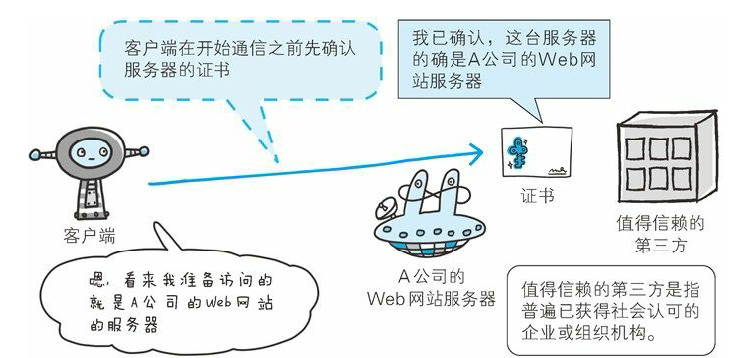 客户端在开始通信之前先确认
服务器的证书
我已确认，这台服务器
的确是A公司的Web网
站服务器
证书
客户端
值得信赖的
第三方
A公司的
Web网站服务器
嗯，看来我准备访问的
就是A公司的Web网站
的服务器
值得信赖的第三方是指
普遍已获得社会认可的
企业或组织机构。